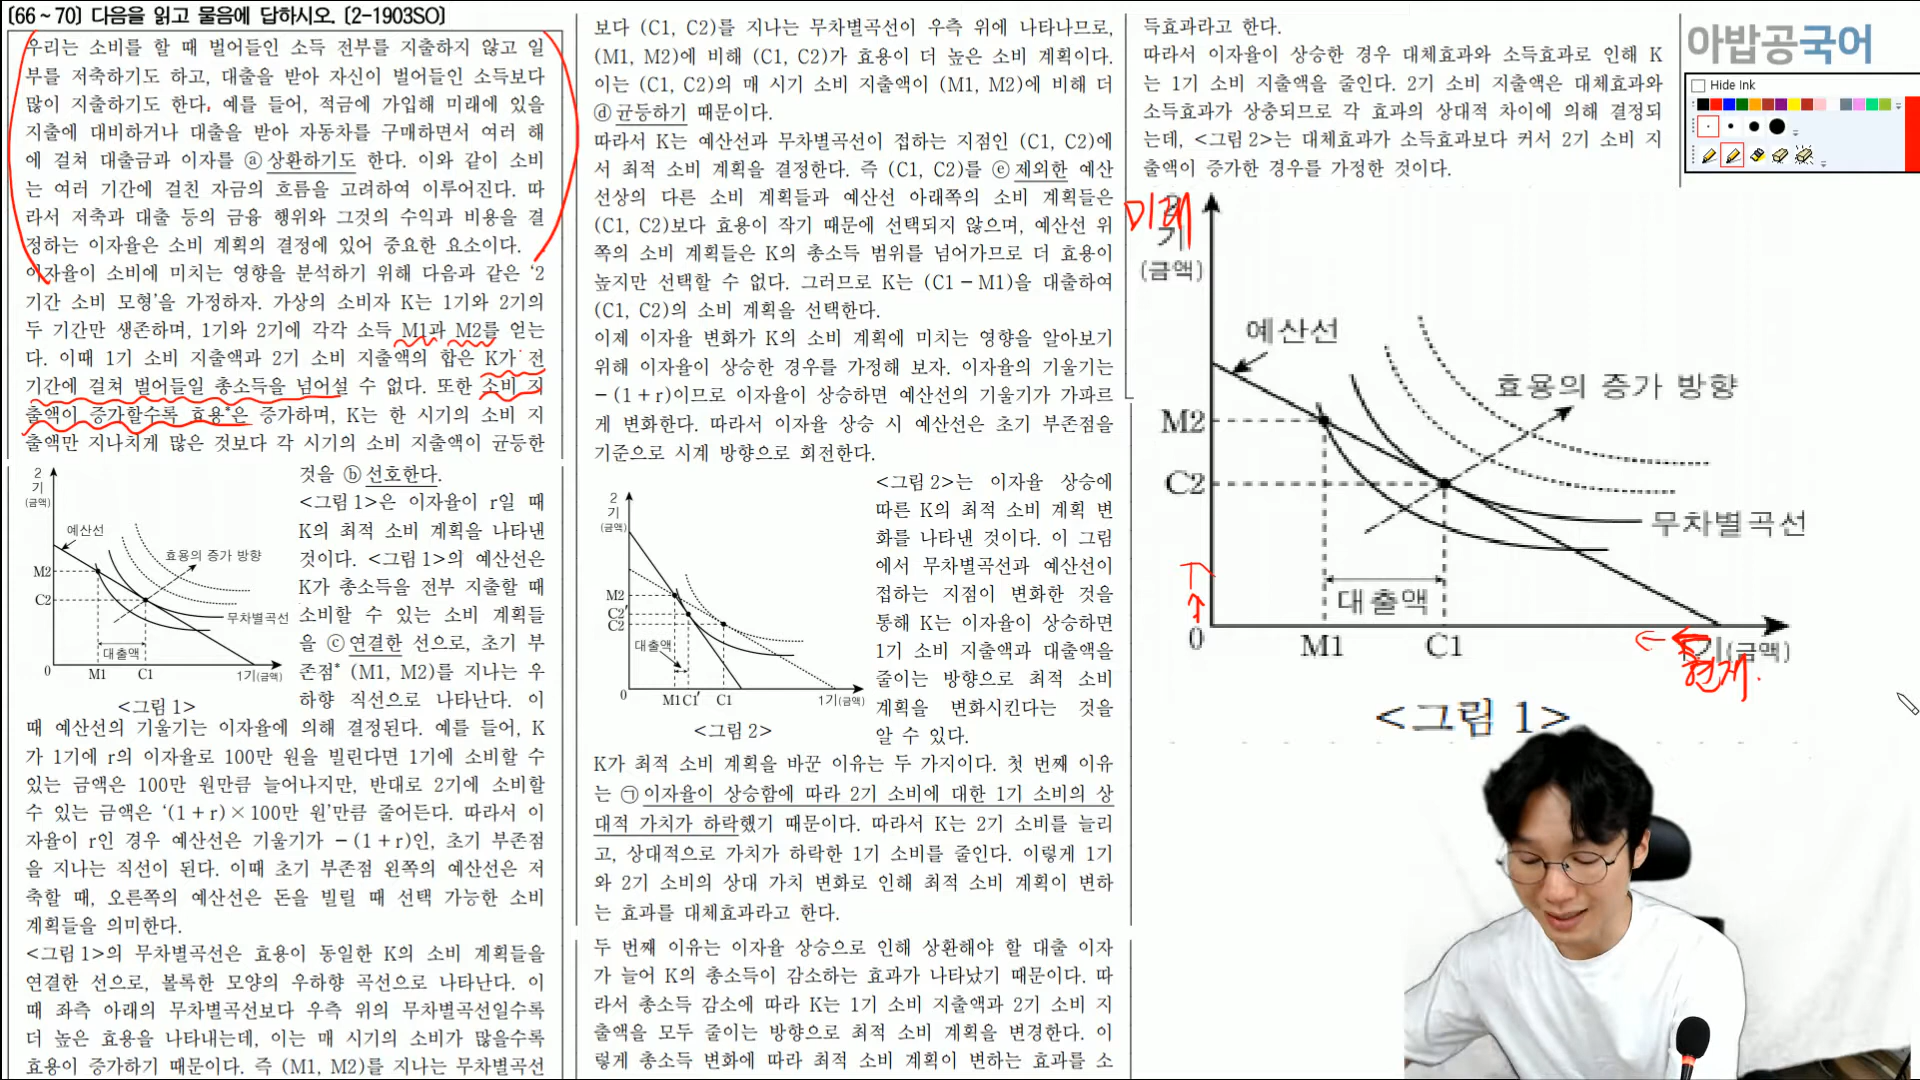 [66~70] 다음을 읽고 물음에 답하시오. [2-1903SO]
우리는 소비를 할 때 벌어들인 소득 전부를 지출하지 않고 일
부를 저축하기도 하고, 대출을 받아 자신이 벌어들인 소득보다
많이 지출하기도 한다. 예를 들어, 적금에 가입해 미래에 있을
지출에 대비하거나 대출을 받아 자동차를 구매하면서 여러 해
에 걸쳐 대출금과 이자를 ⓐ상환하기도 한다. 이와 같이 소비
는 여러 기간에 걸친 자금의 흐름을 고려하여 이루어진다. 따
라서 저축과 대출 등의 금융 행위와 그것의 수익과 비용을 결
정하는 이자율은 소비 계획의 결정에 있어 중요한 요소이다.
이자율이 소비에 미치는 영향을 분석하기 위해 다음과 같은 ‘2
기간 소비 모형’을 가정하자. 가상의 소비자 K는 1기와 2기의
두 기간만 생존하며, 1기와 2기에 각각 소득 M1과 M2를 얻는
다. 이때 1기 소비 지출액과 2기 소비 지출액의 합은 K가 전
기간에 걸쳐 벌어들일 총소득을 넘어설 수 없다. 또한 소비 지
출액이 증가할수록 효용*은 증가하며, K는 한 시기의 소비 지
출액만 지나치게 많은 것보다 각 시기의 소비 지출액이 균등한
것을 ⓑ 선호한다.
<그림 1>은 이자율이 r일 때
K의 최적 소비 계획을 나타낸
것이다. <그림 1>의 예산선은
K가 총소득을 전부 지출할 때
소비할 수 있는 소비 계획들
을 ⓒ연결한 선으로, 초기 부
존점* (M1, M2)를 지나는 우
하향 직선으로 나타난다. 이
2
기
(금액)
예산선
효용의 증가 방향
M2
C2
무차별곡선
대출액
0
M1
C1
1기(금액)
<그림 1>
때 예산선의 기울기는 이자율에 의해 결정된다. 예를 들어, K
가 1기에 r의 이자율로 100만 원을 빌린다면 1기에 소비할 수
있는 금액은 100만 원만큼 늘어나지만, 반대로 2기에 소비할
수 있는 금액은 ‘(1+r)×100만 원’만큼 줄어든다. 따라서 이
자율이 r인 경우 예산선은 기울기가 -(1+r)인, 초기 부존점
을 지나는 직선이 된다. 이때 초기 부존점 왼쪽의 예산선은 저
축할 때, 오른쪽의 예산선은 돈을 빌릴 때 선택 가능한 소비
계획들을 의미한다.
<그림 1>의 무차별곡선은 효용이 동일한 K의 소비 계획들을
연결한 선으로, 볼록한 모양의 우하향 곡선으로 나타난다. 이
때 좌측 아래의 무차별곡선보다 우측 위의 무차별곡선일수록
더 높은 효용을 나타내는데, 이는 매 시기의 소비가 많을수록
효용이 증가하기 때문이다. 즉 (M1, M2)를 지나는 무차별곡선
보다 (C1, C2)를 지나는 무차별곡선이 우측 위에 나타나므로,
(M1, M2)에 비해 (C1, C2)가 효용이 더 높은 소비 계획이다.
이는 (C1, C2)의 매 시기 소비 지출액이 (M1, M2)에 비해 더
ⓓ균등하기 때문이다.
따라서 K는 예산선과 무차별곡선이 접하는 지점인 (C1, C2)에
서 최적 소비 계획을 결정한다. 즉 (C1, C2)를 ⓔ제외한 예산
선상의 다른 소비 계획들과 예산선 아래쪽의 소비 계획들은
(C1, C2)보다 효용이 작기 때문에 선택되지 않으며, 예산선 위
쪽의 소비 계획들은 K의 총소득 범위를 넘어가므로 더 효용이
높지만 선택할 수 없다. 그러므로 K는 (C1-M1)을 대출하여
(C1, C2)의 소비 계획을 선택한다.
이제 이자율 변화가 K의 소비 계획에 미치는 영향을 알아보기
위해 이자율이 상승한 경우를 가정해 보자. 이자율의 기울기는
-(1+r)이므로 이자율이 상승하면 예산선의 기울기가 가파르
게 변화한다. 따라서 이자율 상승 시 예산선은 초기 부존점을
기준으로 시계 방향으로 회전한다.
2
기
(금액)
M2
C2′
C2
대출액
0
M1
C1′
C1
1기(금액)
<그림 2>
<그림 2>는 이자율 상승에
따른 K의 최적 소비 계획 변
화를 나타낸 것이다. 이 그림
에서 무차별곡선과 예산선이
접하는 지점이 변화한 것을
통해 K는 이자율이 상승하면
1기 소비 지출액과 대출액을
줄이는 방향으로 최적 소비
계획을 변화시킨다는 것을
알 수 있다.
K가 최적 소비 계획을 바꾼 이유는 두 가지이다. 첫 번째 이유
는 ㉠이자율이 상승함에 따라 2기 소비에 대한 1기 소비의 상
대적 가치가 하락했기 때문이다. 따라서 K는 2기 소비를 늘리
고, 상대적으로 가치가 하락한 1기 소비를 줄인다. 이렇게 1기
와 2기 소비의 상대 가치 변화로 인해 최적 소비 계획이 변하
는 효과를 대체효과라고 한다.
두 번째 이유는 이자율 상승으로 인해 상환해야 할 대출 이자
가 늘어 K의 총소득이 감소하는 효과가 나타났기 때문이다. 따
라서 총소득 감소에 따라 K는 1기 소비 지출액과 2기 소비 지
출액을 모두 줄이는 방향으로 최적 소비 계획을 변경한다. 이
렇게 총소득 변화에 따라 최적 소비 계획이 변하는 효과를 소
득효과라고 한다.
따라서 이자율이 상승한 경우 대체효과와 소득효과로 인해 K
는 1기 소비 지출액을 줄인다. 2기 소비 지출액은 대체효과와
소득효과가 상충되므로 각 효과의 상대적 차이에 의해 결정되
는데, <그림 2>는 대체효과가 소득효과보다 커서 2기 소비 지
출액이 증가한 경우를 가정한 것이다.
아밥공국어
Hide Ink
미래
기
(금액)
예산선
효용의 증가 방향
M2
C2
무차별곡선
대출액
0
M1
C1
기(금액)
현재.
<그림 1>